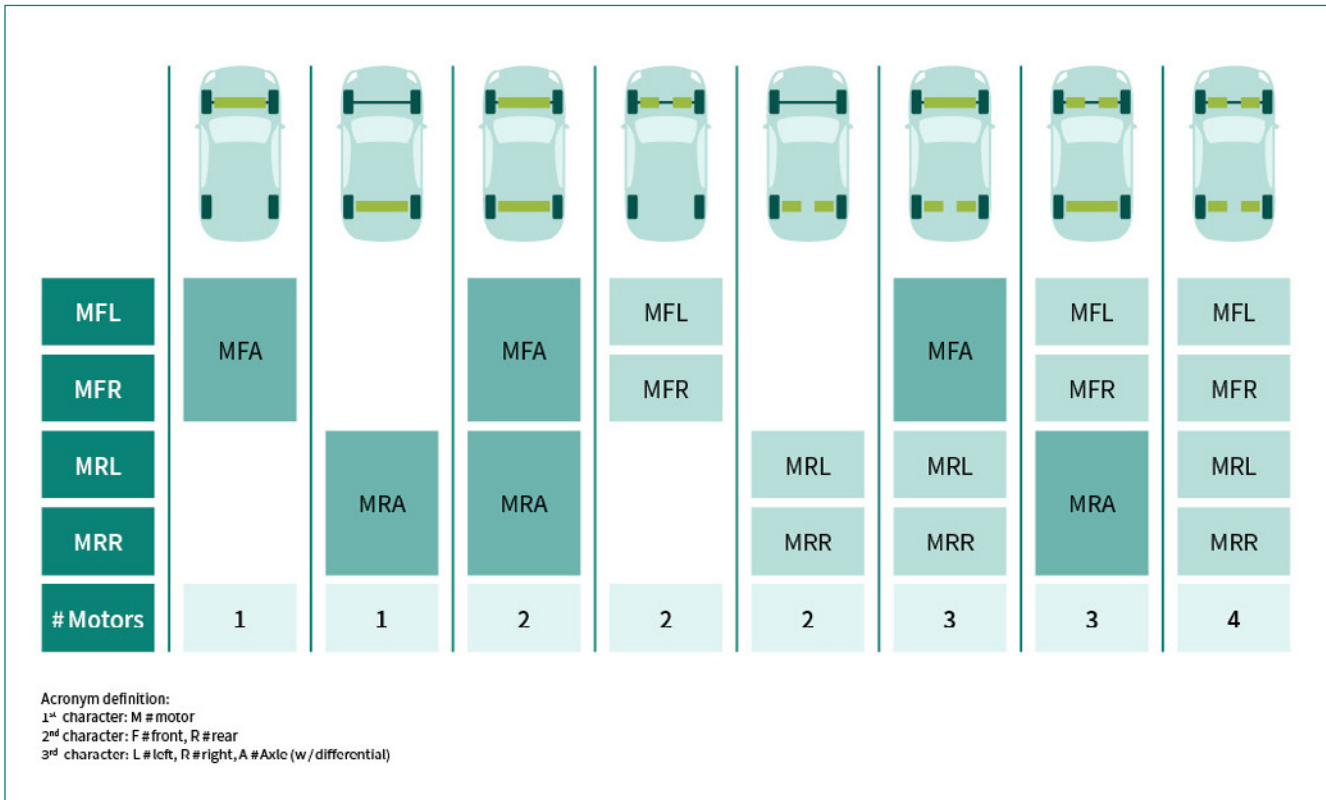 MFL MFA MFA MFL MFA MFL MFL
MFR MFR MFR MFR
MRL MRA MRA MRL MRL MRA MRL
MRR MRR MRR MRR
# Motors 1 1 2 2 2 3 3 4
Acronym definition:
1st character: M # motor
2nd character: F # front, R # rear
3rd character: L # left, R # right, A # Axle (w/ differential)